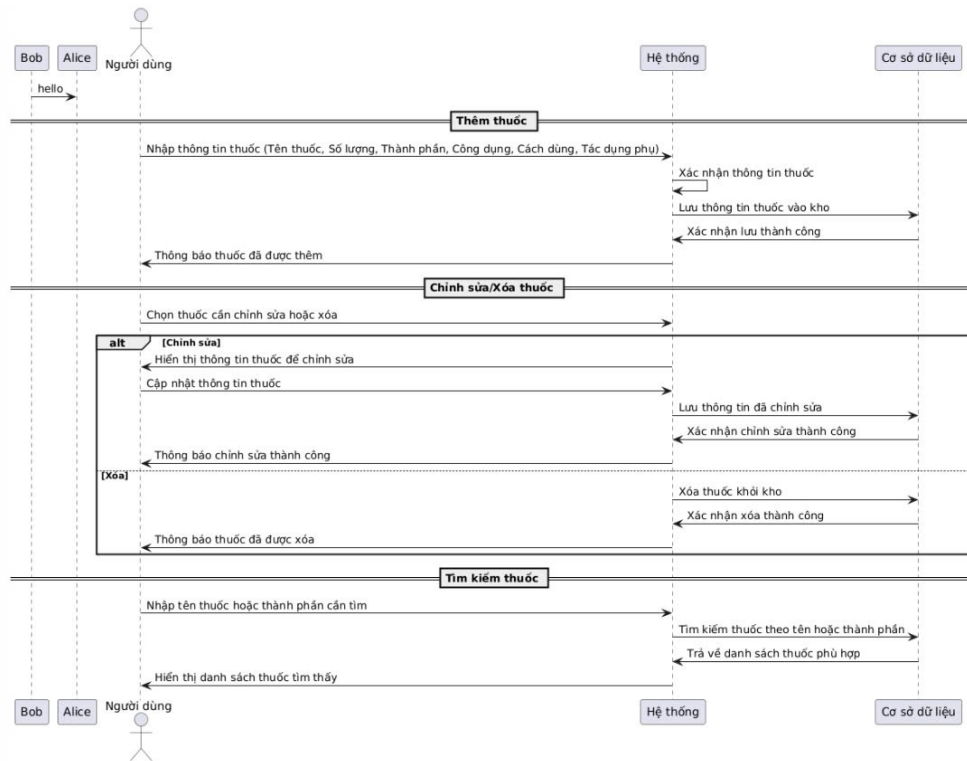 Bob Alice Người dùng Hệ thống Cơ sở dữ liệu
hello
Thêm thuốc
Nhập thông tin thuốc (Tên thuốc, Số lượng, Thành phần, Công dụng, Cách dùng, Tác dụng phụ)
Xác nhận thông tin thuốc
Lưu thông tin thuốc vào kho
Xác nhận lưu thành công
Thông báo thuốc đã được thêm
Chỉnh sửa/Xóa thuốc
Chọn thuốc cần chỉnh sửa hoặc xóa
alt [Chỉnh sửa]
Hiển thị thông tin thuốc để chỉnh sửa
Cập nhật thông tin thuốc
Lưu thông tin đã chỉnh sửa
Xác nhận chỉnh sửa thành công
Thông báo chỉnh sửa thành công
[Xóa]
Xóa thuốc khỏi kho
Xác nhận xóa thành công
Thông báo thuốc đã được xóa
Tìm kiếm thuốc
Nhập tên thuốc hoặc thành phần cần tìm
Tìm kiếm thuốc theo tên hoặc thành phần
Trả về danh sách thuốc phù hợp
Hiển thị danh sách thuốc tìm thấy
Bob Alice Người dùng Hệ thống Cơ sở dữ liệu